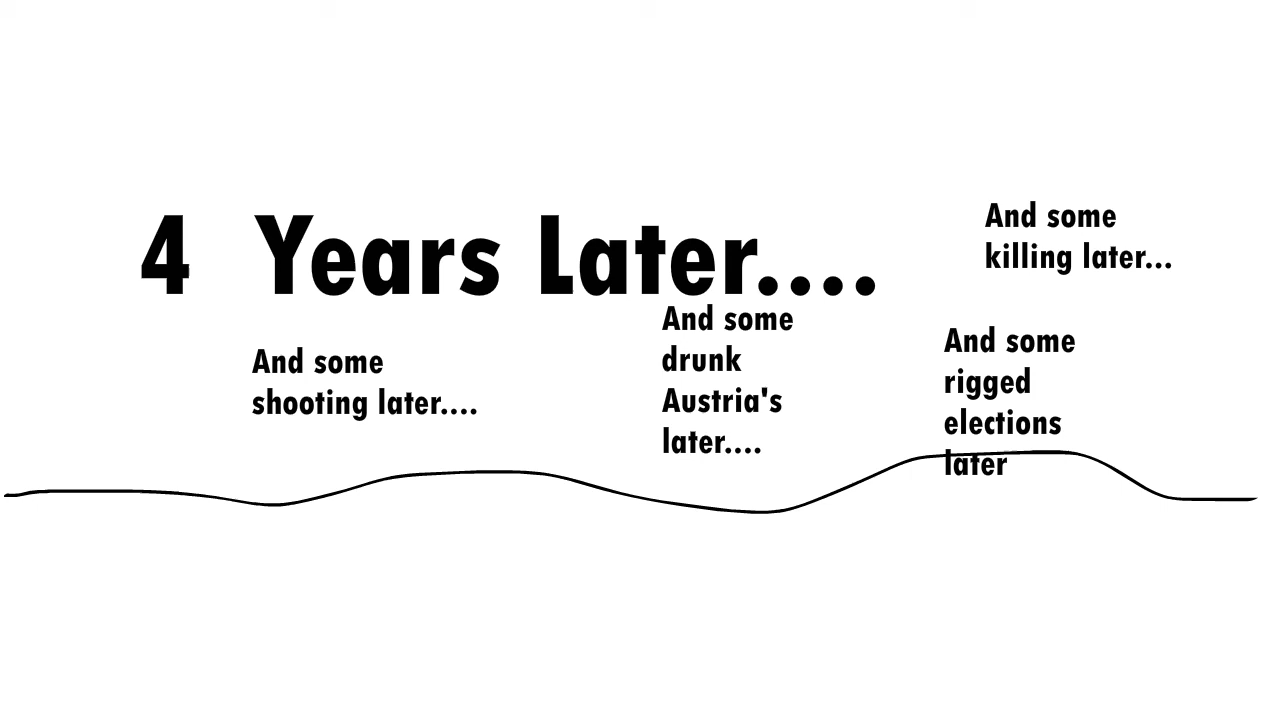 4 Years Later....
And some
shooting later....
And some
drunk
Austria's
later....
And some
killing later...
And some
rigged
elections
later